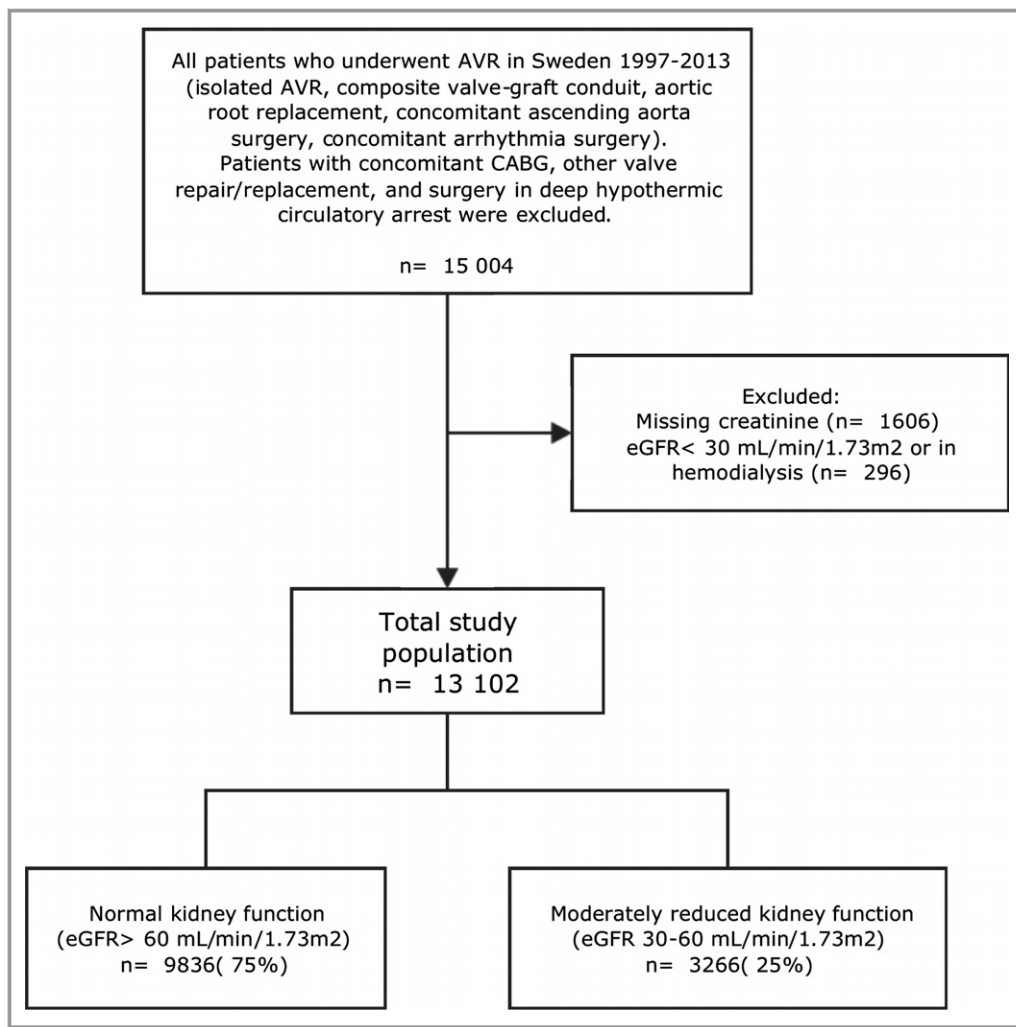 All patients who underwent AVR in Sweden 1997-2013
(isolated AVR, composite valve-graft conduit, aortic
root replacement, concomitant ascending aorta
surgery, concomitant arrhythmia surgery).
Patients with concomitant CABG, other valve
repair/replacement, and surgery in deep hypothermic
circulatory arrest were excluded.
n= 15 004
Excluded:
Missing creatinine (n= 1606)
eGFR< 30 mL/min/1.73m2 or in
hemodialysis (n= 296)
Total study
population
n= 13 102
Normal kidney function
(eGFR> 60 mL/min/1.73m2)
n= 9836( 75%)
Moderately reduced kidney function
(eGFR 30-60 mL/min/1.73m2)
n= 3266( 25%)